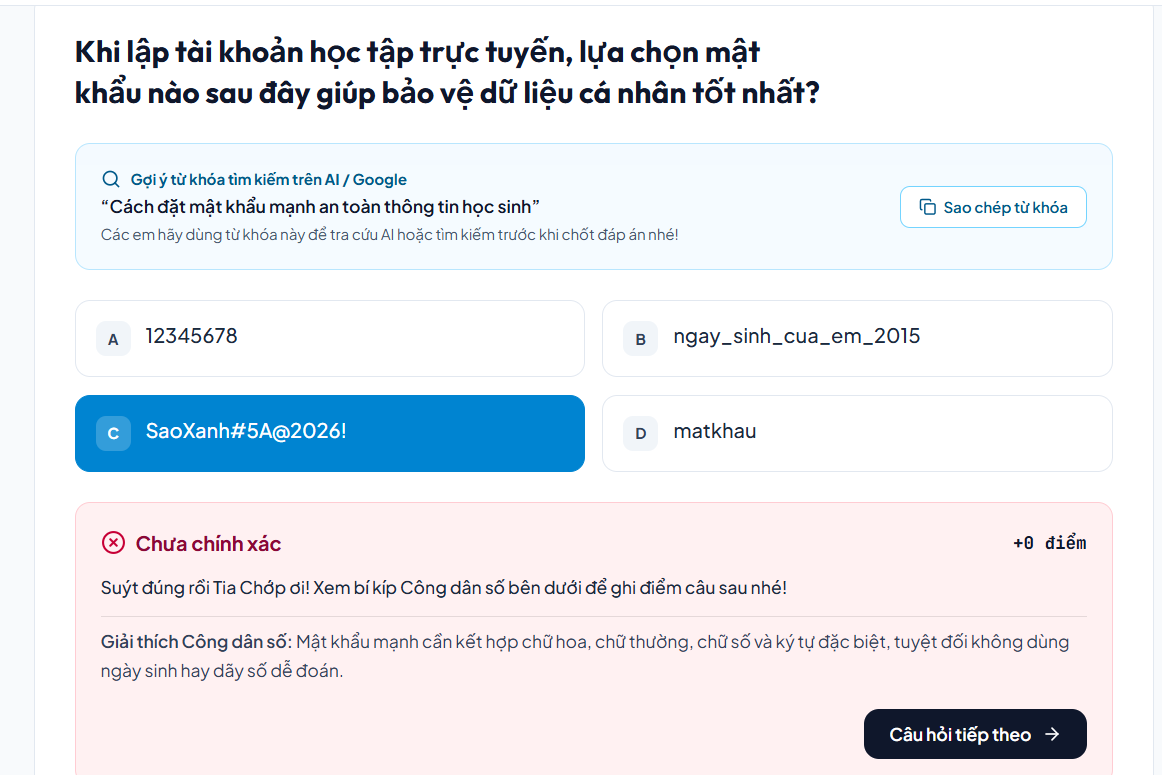 Khi lập tài khoản học tập trực tuyến, lựa chọn mật
khẩu nào sau đây giúp bảo vệ dữ liệu cá nhân tốt nhất?
Gợi ý từ khóa tìm kiếm trên AI / Google
“Cách đặt mật khẩu mạnh an toàn thông tin học sinh”
Các em hãy dùng từ khóa này để tra cứu AI hoặc tìm kiếm trước khi chốt đáp án nhé!
Sao chép từ khóa
A 12345678
B ngay_sinh_cua_em_2015
C SaoXanh#5A@2026!
D matkhau
Chưa chính xác
+0 điểm
Suýt đúng rồi Tia Chớp ơi! Xem bí kíp Công dân số bên dưới để ghi điểm câu sau nhé!
Giải thích Công dân số: Mật khẩu mạnh cần kết hợp chữ hoa, chữ thường, chữ số và ký tự đặc biệt, tuyệt đối không dùng
ngày sinh hay dãy số dễ đoán.
Câu hỏi tiếp theo →